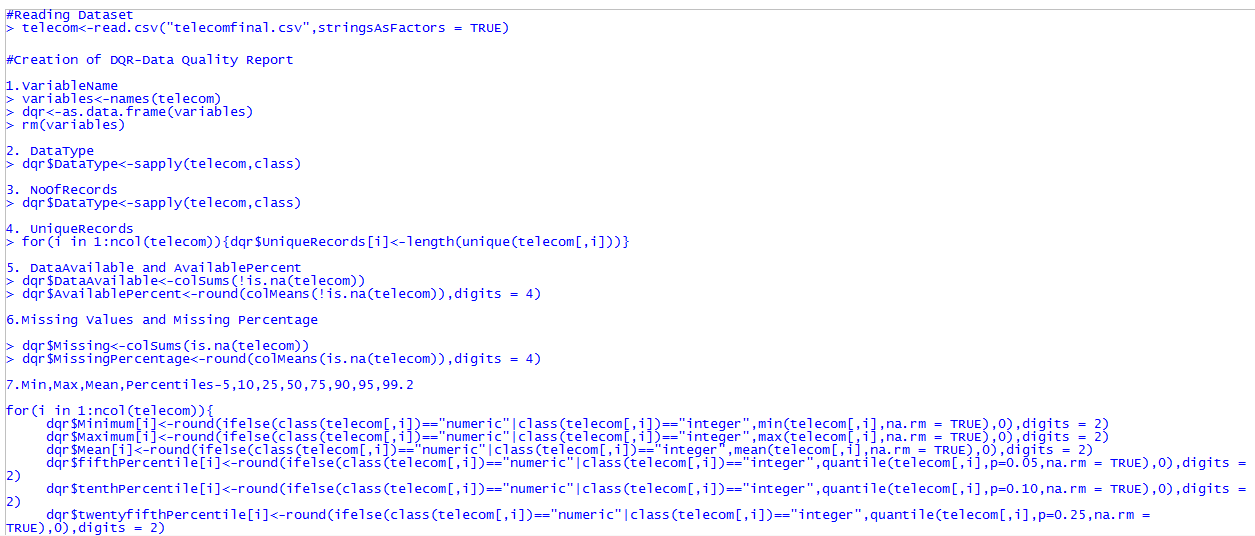 #Reading Dataset
> telecom<-read.csv("telecomfinal.csv",stringsAsFactors = TRUE)
#Creation of DQR-Data Quality Report
1.VariableName
> variables<-names(telecom)
> dqr<-as.data.frame(variables)
> rm(variables)
2. DataType
> dqr$DataType<-sapply(telecom,class)
3. NoOfRecords
> dqr$DataType<-sapply(telecom,class)
4. UniqueRecords
> for(i in 1:ncol(telecom)){dqr$UniqueRecords[i]<-length(unique(telecom[,i]))}
5. DataAvailable and AvailablePercent
> dqr$DataAvailable<-colSums(!is.na(telecom))
> dqr$AvailablePercent<-round(colMeans(!is.na(telecom)),digits = 4)
6.Missing Values and Missing Percentage
> dqr$Missing<-colSums(is.na(telecom))
> dqr$MissingPercentage<-round(colMeans(is.na(telecom)),digits = 4)
7.Min,Max,Mean,Percentiles-5,10,25,50,75,90,95,99.2
for(i in 1:ncol(telecom)){
dqr$Minimum[i]<-round(ifelse(class(telecom[,i])=="numeric"|class(telecom[,i])=="integer",min(telecom[,i],na.rm = TRUE),0),digits = 2)
dqr$Maximum[i]<-round(ifelse(class(telecom[,i])=="numeric"|class(telecom[,i])=="integer",max(telecom[,i],na.rm = TRUE),0),digits = 2)
dqr$Mean[i]<-round(ifelse(class(telecom[,i])=="numeric"|class(telecom[,i])=="integer",mean(telecom[,i],na.rm = TRUE),0),digits = 2)
dqr$fifthPercentile[i]<-round(ifelse(class(telecom[,i])=="numeric"|class(telecom[,i])=="integer",quantile(telecom[,i],p=0.05,na.rm = TRUE),0),digits =
2)
dqr$tenthPercentile[i]<-round(ifelse(class(telecom[,i])=="numeric"|class(telecom[,i])=="integer",quantile(telecom[,i],p=0.10,na.rm = TRUE),0),digits =
2)
dqr$twentyfifthPercentile[i]<-round(ifelse(class(telecom[,i])=="numeric"|class(telecom[,i])=="integer",quantile(telecom[,i],p=0.25,na.rm =
TRUE),0),digits = 2)